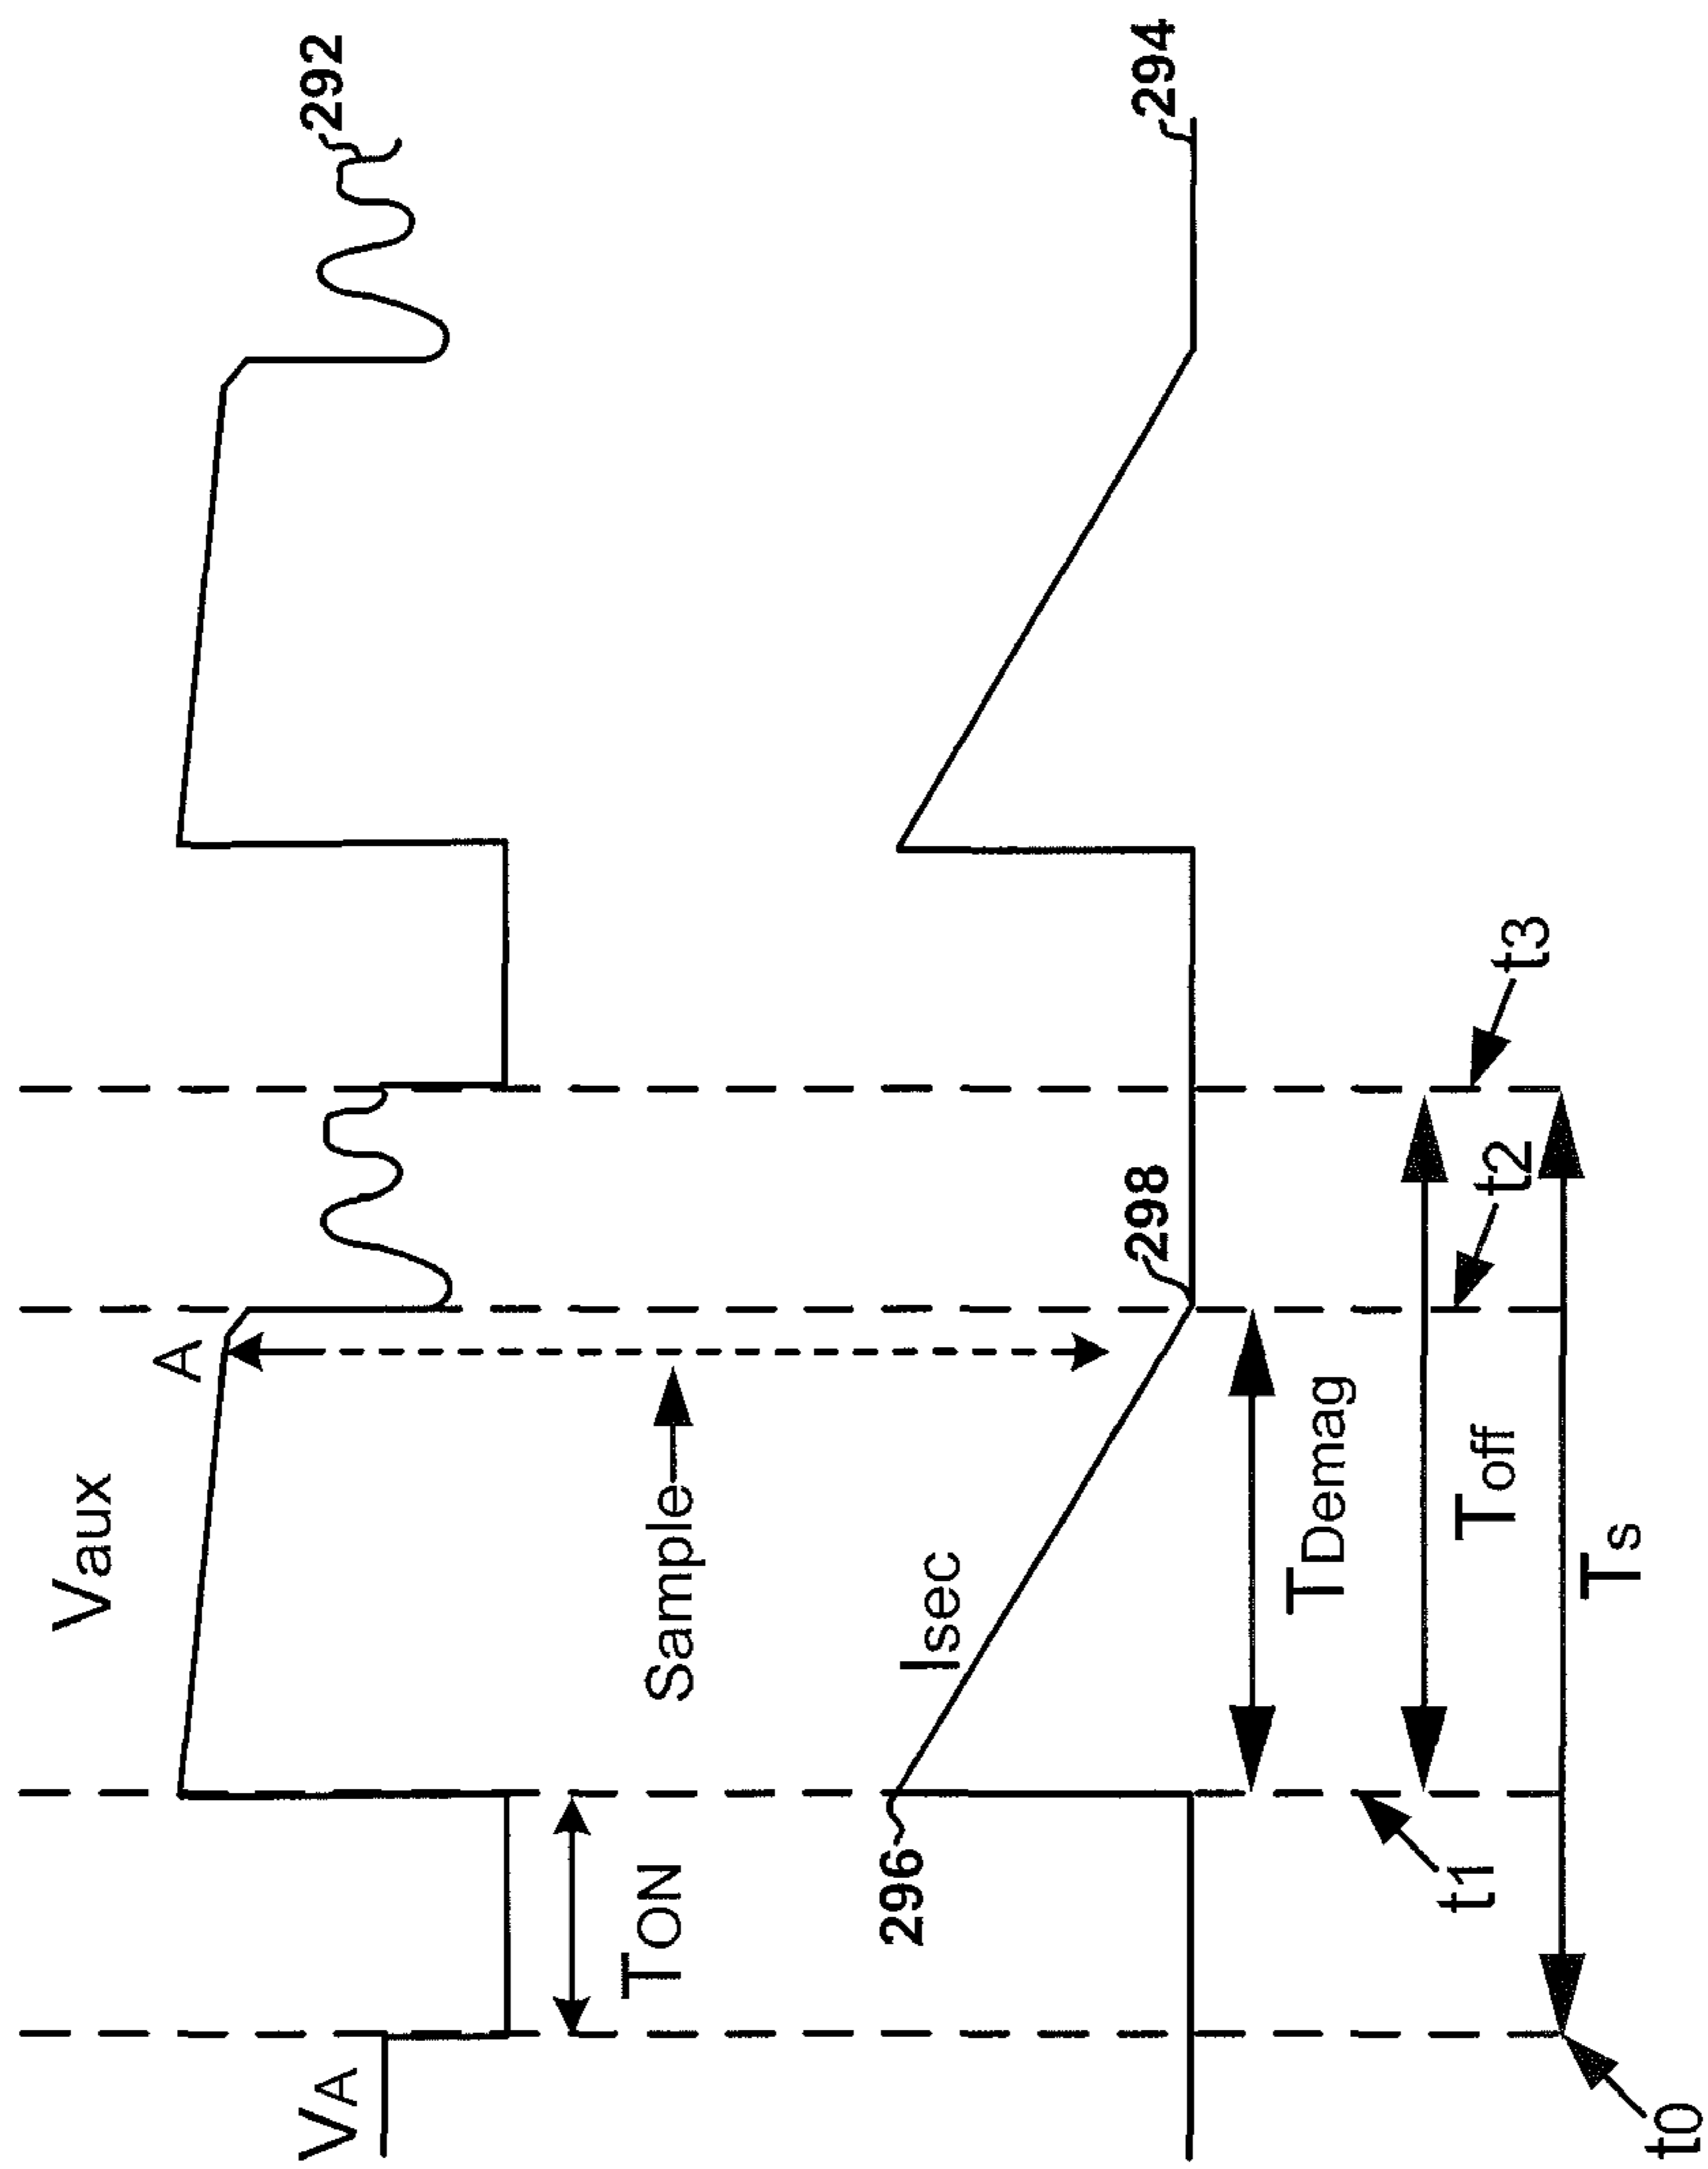 Vaux
292
A
VA
TON
Sample
Isec
296
298
294
TDemag
Toff
Ts
t0
t1
t2
t3